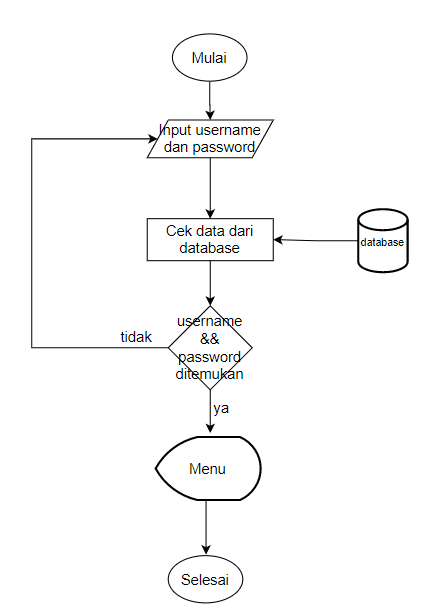 Mulai
Input username
dan password
Cek data dari
database
database
username
&&
password
ditemukan
tidak
ya
Menu
Selesai